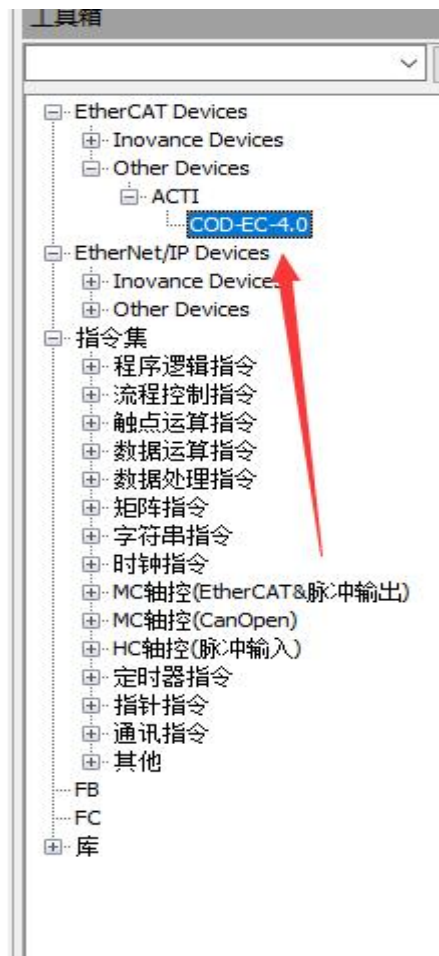 工具箱
EtherCAT Devices
Inovance Devices
Other Devices
ACTI
COD-EC-4.0
EtherNet/IP Devices
Inovance Devices
Other Devices
指令集
程序逻辑指令
流程控制指令
触点运算指令
数据运算指令
数据处理指令
矩阵指令
字符串指令
时钟指令
MC轴控(EtherCAT&脉冲输出)
MC轴控(CanOpen)
HC轴控(脉冲输入)
定时器指令
指针指令
通讯指令
其他
FB
FC
库